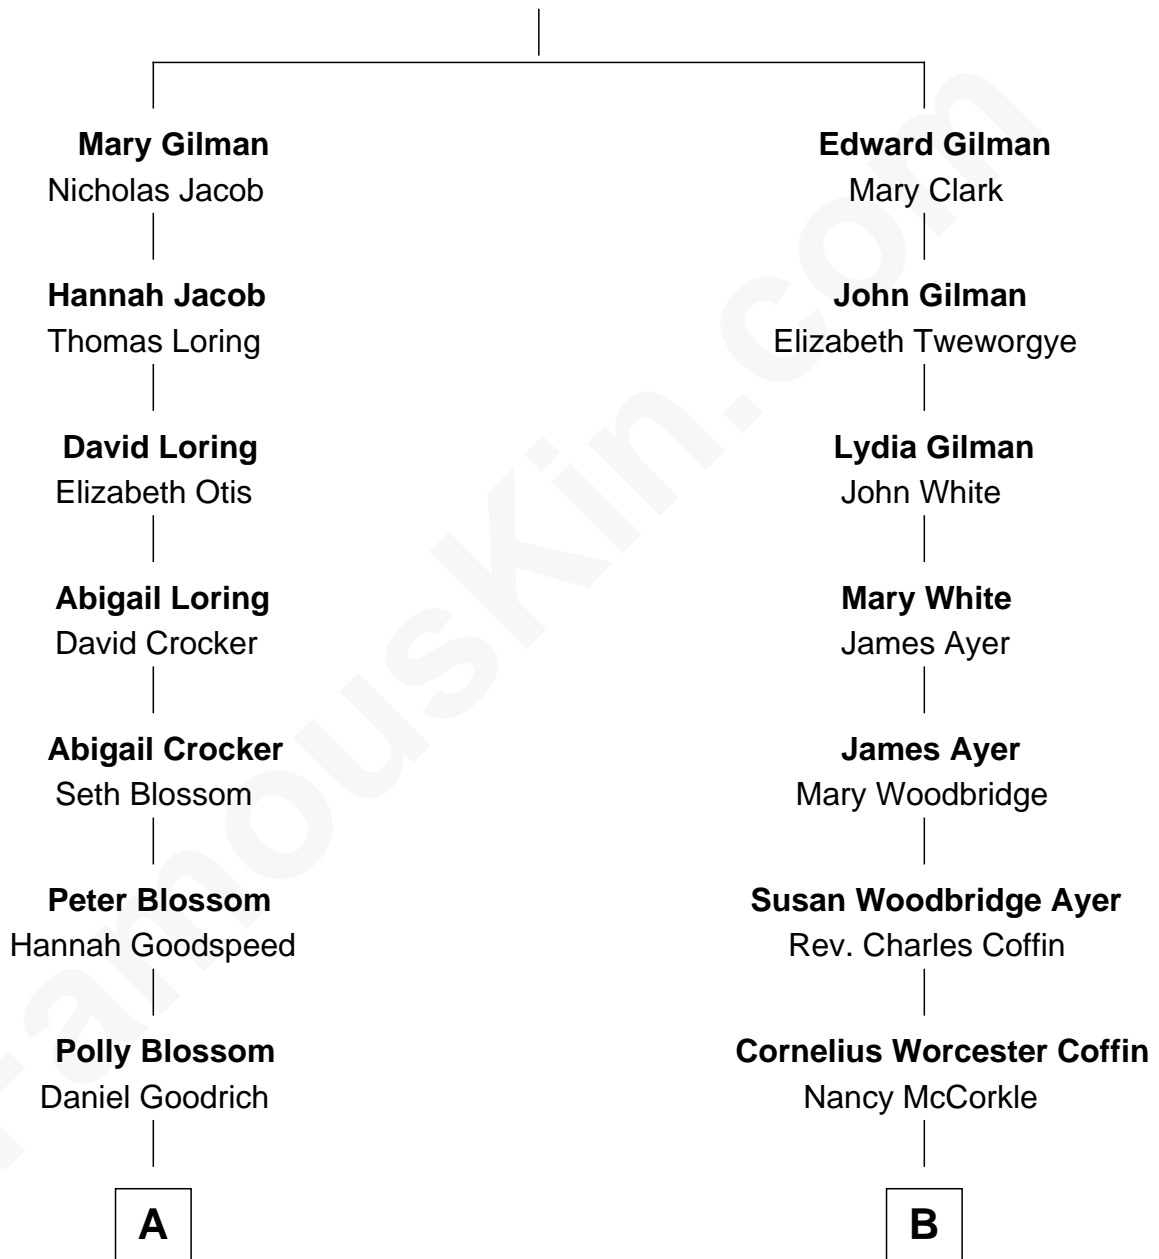 Mary Gilman
Nicholas Jacob
Hannah Jacob
Thomas Loring
David Loring
Elizabeth Otis
Abigail Loring
David Crocker
Abigail Crocker
Seth Blossom
Peter Blossom
Hannah Goodspeed
Polly Blossom
Daniel Goodrich
A
Edward Gilman
Mary Clark
John Gilman
Elizabeth Tweworgye
Lydia Gilman
John White
Mary White
James Ayer
James Ayer
Mary Woodbridge
Susan Woodbridge Ayer
Rev. Charles Coffin
Cornelius Worcester Coffin
Nancy McCorkle
B
FamousKin.com